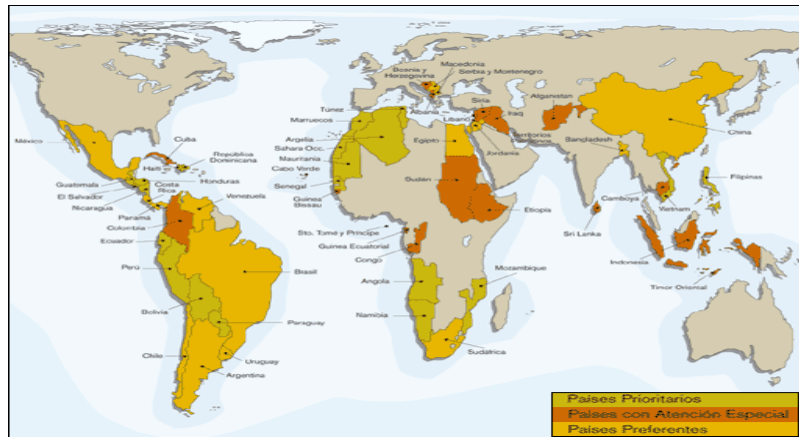 Macedonia
Bosnia y
Herzegovina
Serbia y Montenegro
Albania
Túnez
Marruecos
Argelia
Sahara Occ.
Mauritania
Cabo Verde
Senegal
Guinea
Bissau
Siria
Líbano
Iraq
Afganistán
Territorios
Jordania
Egipto
Bangladesh
China
México
Cuba
República
Dominicana
Haití
Guatemala
El Salvador
Nicaragua
Costa
Rica
Honduras
Panamá
Venezuela
Colombia
Ecuador
Perú
Brasil
Bolivia
Paraguay
Chile
Uruguay
Argentina
Sudán
Etiopía
Sto. Tomé y Príncipe
Guinea Ecuatorial
Congo
Angola
Mozambique
Namibia
Sudáfrica
Camboya
Vietnam
Filipinas
Sri Lanka
Indonesia
Timor Oriental
Países Prioritarios
Países con Atención Especial
Países Preferentes